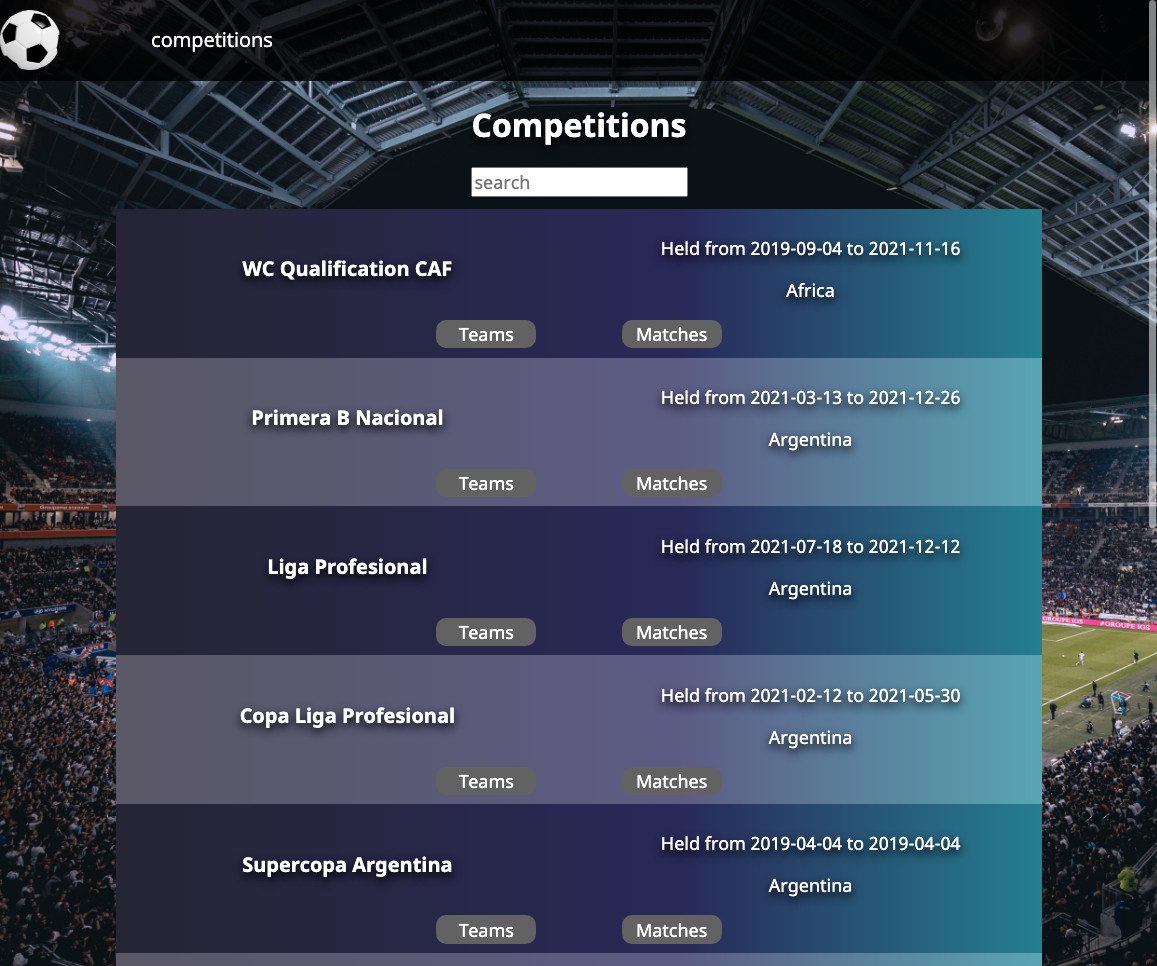 competitions
Competitions
search
WC Qualification CAF
Held from 2019-09-04 to 2021-11-16
Africa
Teams
Matches
Primera B Nacional
Held from 2021-03-13 to 2021-12-26
Argentina
Teams
Matches
Liga Profesional
Held from 2021-07-18 to 2021-12-12
Argentina
Teams
Matches
Copa Liga Profesional
Held from 2021-02-12 to 2021-05-30
Argentina
Teams
Matches
Supercopa Argentina
Held from 2019-04-04 to 2019-04-04
Argentina
Teams
Matches
#GROUPE IGS